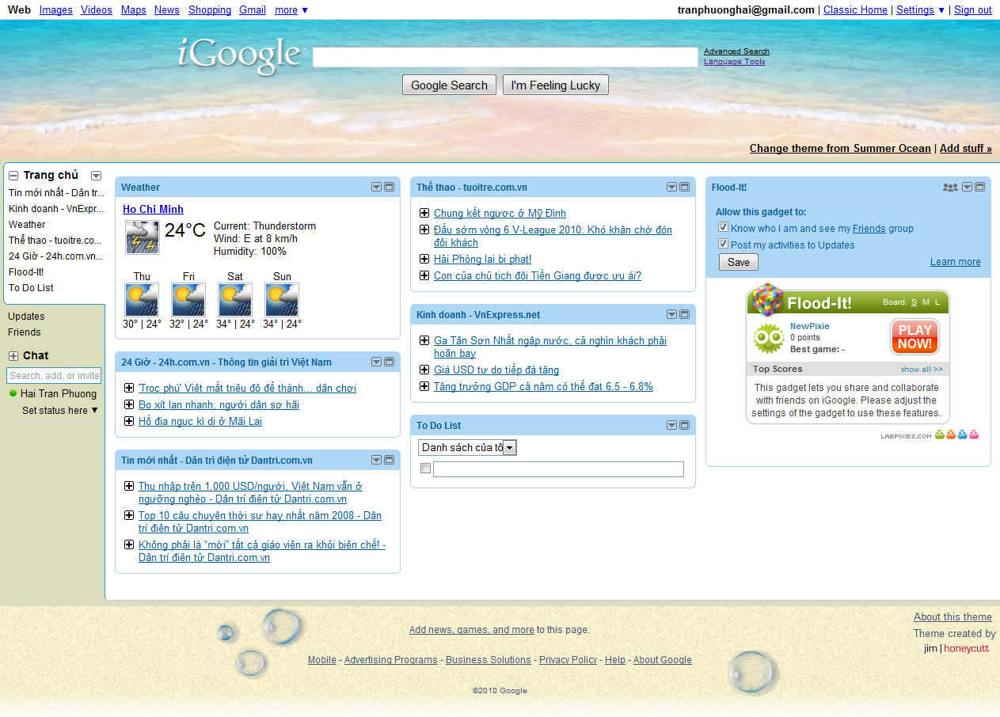 Web Images Videos Maps News Shopping Gmail more ▼
tranphuonghai@gmail.com | Classic Home | Settings ▼ | Sign out
iGoogle™
Advanced Search
Language Tools
Google Search
I'm Feeling Lucky
Change theme from Summer Ocean | Add stuff »
Trang chủ
Tin mới nhất - Dân tr...
Kinh doanh - VnExpr...
Weather
Thể thao - tuoitre.co...
24 Giờ - 24h.com.vn...
Flood-It!
To Do List
Updates
Friends
Chat
Search, add, or invite
Hai Tran Phuong
Set status here ▼
Weather
Ho Chi Minh
24°C
Current: Thunderstorm
Wind: E at 8 km/h
Humidity: 100%
Thu Fri Sat Sun
30° | 24° 32° | 24° 34° | 24° 34° | 24°
24 Giờ - 24h.com.vn - Thông tin giải trí Việt Nam
'Trọc phú' Việt mất triệu đô để thành... dân chơi
Bọ xít lan nhanh, người dân sợ hãi
Hố địa ngục kì dị ở Mãi Lai
Tin mới nhất - Dân trí điện tử Dantri.com.vn
Thu nhập trên 1.000 USD/người, Việt Nam vẫn ở
ngưỡng nghèo - Dân trí điện tử Dantri.com.vn
Top 10 câu chuyện thời sự hay nhất năm 2008 - Dân
trí điện tử Dantri.com.vn
Không phải là “mời” tất cả giáo viên ra khỏi biên chế! -
Dân trí điện tử Dantri.com.vn
Thể thao - tuoitre.com.vn
Chung kết ngược ở Mỹ Đình
Đấu sớm vòng 6 V-League 2010: Khó khăn chờ đón
đội khách
Hải Phòng lại bị phạt!
Con của chủ tịch đội Tiền Giang được ưu ái?
Kinh doanh - VnExpress.net
Ga Tân Sơn Nhất ngập nước, cả nghìn khách phải
hoãn bay
Giá USD tự do tiếp đà tăng
Tăng trưởng GDP cả năm có thể đạt 6,5 - 6,8%
To Do List
Danh sách của tô
Flood-It!
Allow this gadget to:
Know who I am and see my Friends group
Post my activities to Updates.
Save
Learn more
Flood-It!
Board: S M L
NewPixie
0 points
Best game: -
PLAY
NOW!
Top Scores
show all >>
This gadget lets you share and collaborate
with friends on iGoogle. Please adjust the
settings of the gadget to use these features.
LABPIXIES.COM
Add news, games, and more to this page.
Mobile - Advertising Programs - Business Solutions - Privacy Policy - Help - About Google
©2010 Google
About this theme
Theme created by
jim | honeycutt